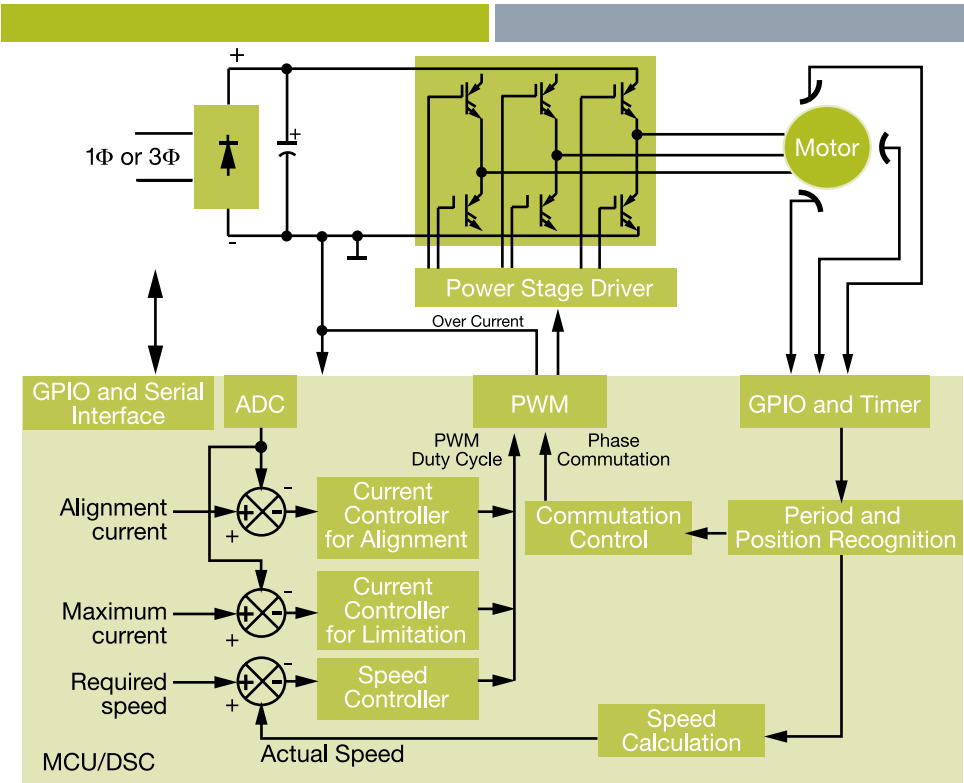 +
+
1Φ or 3Φ
-
Motor
Power Stage Driver
Over Current
GPIO and Serial
Interface
ADC
PWM
GPIO and Timer
PWM
Duty Cycle
Phase
Commutation
Alignment
current
+
-
-
+
Current
Controller
for Alignment
Commutation
Control
Period and
Position Recognition
Maximum
current
+
-
-
+
Current
Controller
for Limitation
Required
speed
+
-
-
+
Speed
Controller
Actual Speed
Speed
Calculation
MCU/DSC